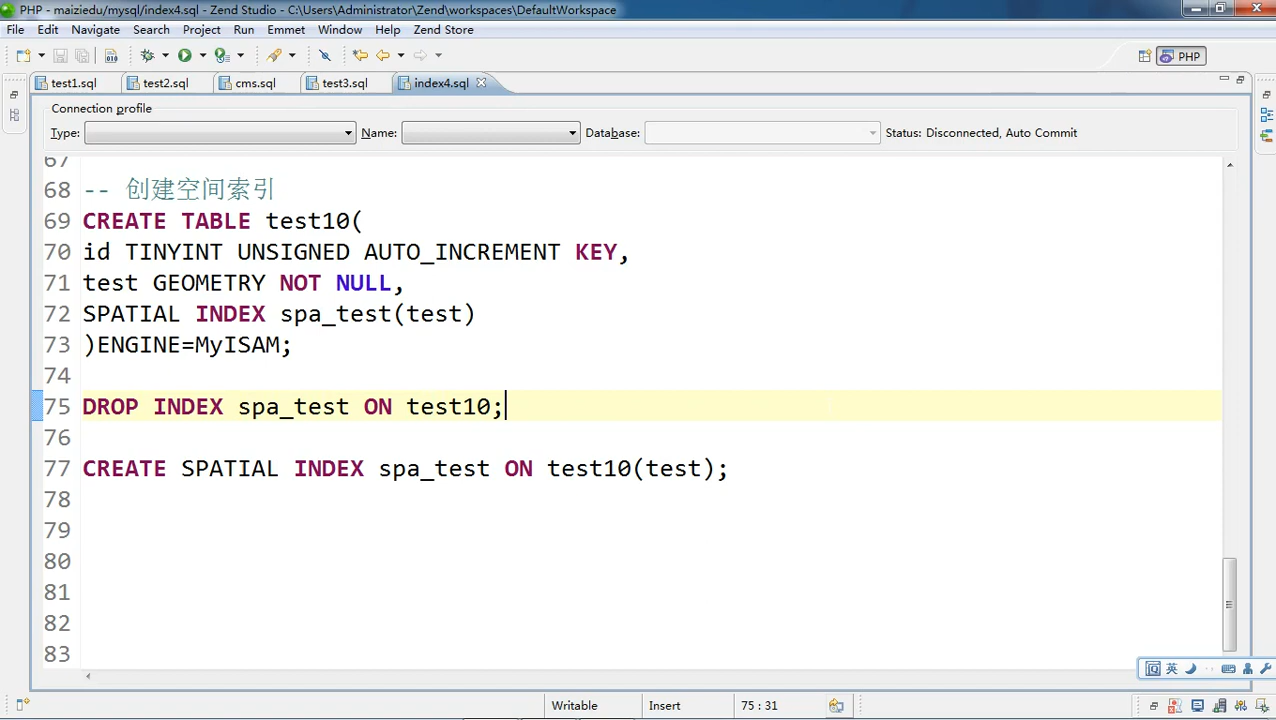 PHP - maiziedu/mysql/index4.sql - Zend Studio - C:\Users\Administrator\Zend\workspaces\DefaultWorkspace
File Edit Navigate Search Project Run Emmet Window Help Zend Store
PHP
test1.sql test2.sql cms.sql test3.sql index4.sql
Connection profile
Type: Name: Database: Status: Disconnected, Auto Commit
67
68 -- 创建空间索引
69 CREATE TABLE test10(
70 id TINYINT UNSIGNED AUTO_INCREMENT KEY,
71 test GEOMETRY NOT NULL,
72 SPATIAL INDEX spa_test(test)
73 )ENGINE=MyISAM;
74
75 DROP INDEX spa_test ON test10;
76
77 CREATE SPATIAL INDEX spa_test ON test10(test);
78
79
80
81
82
83
英
Writable Insert 75 : 31